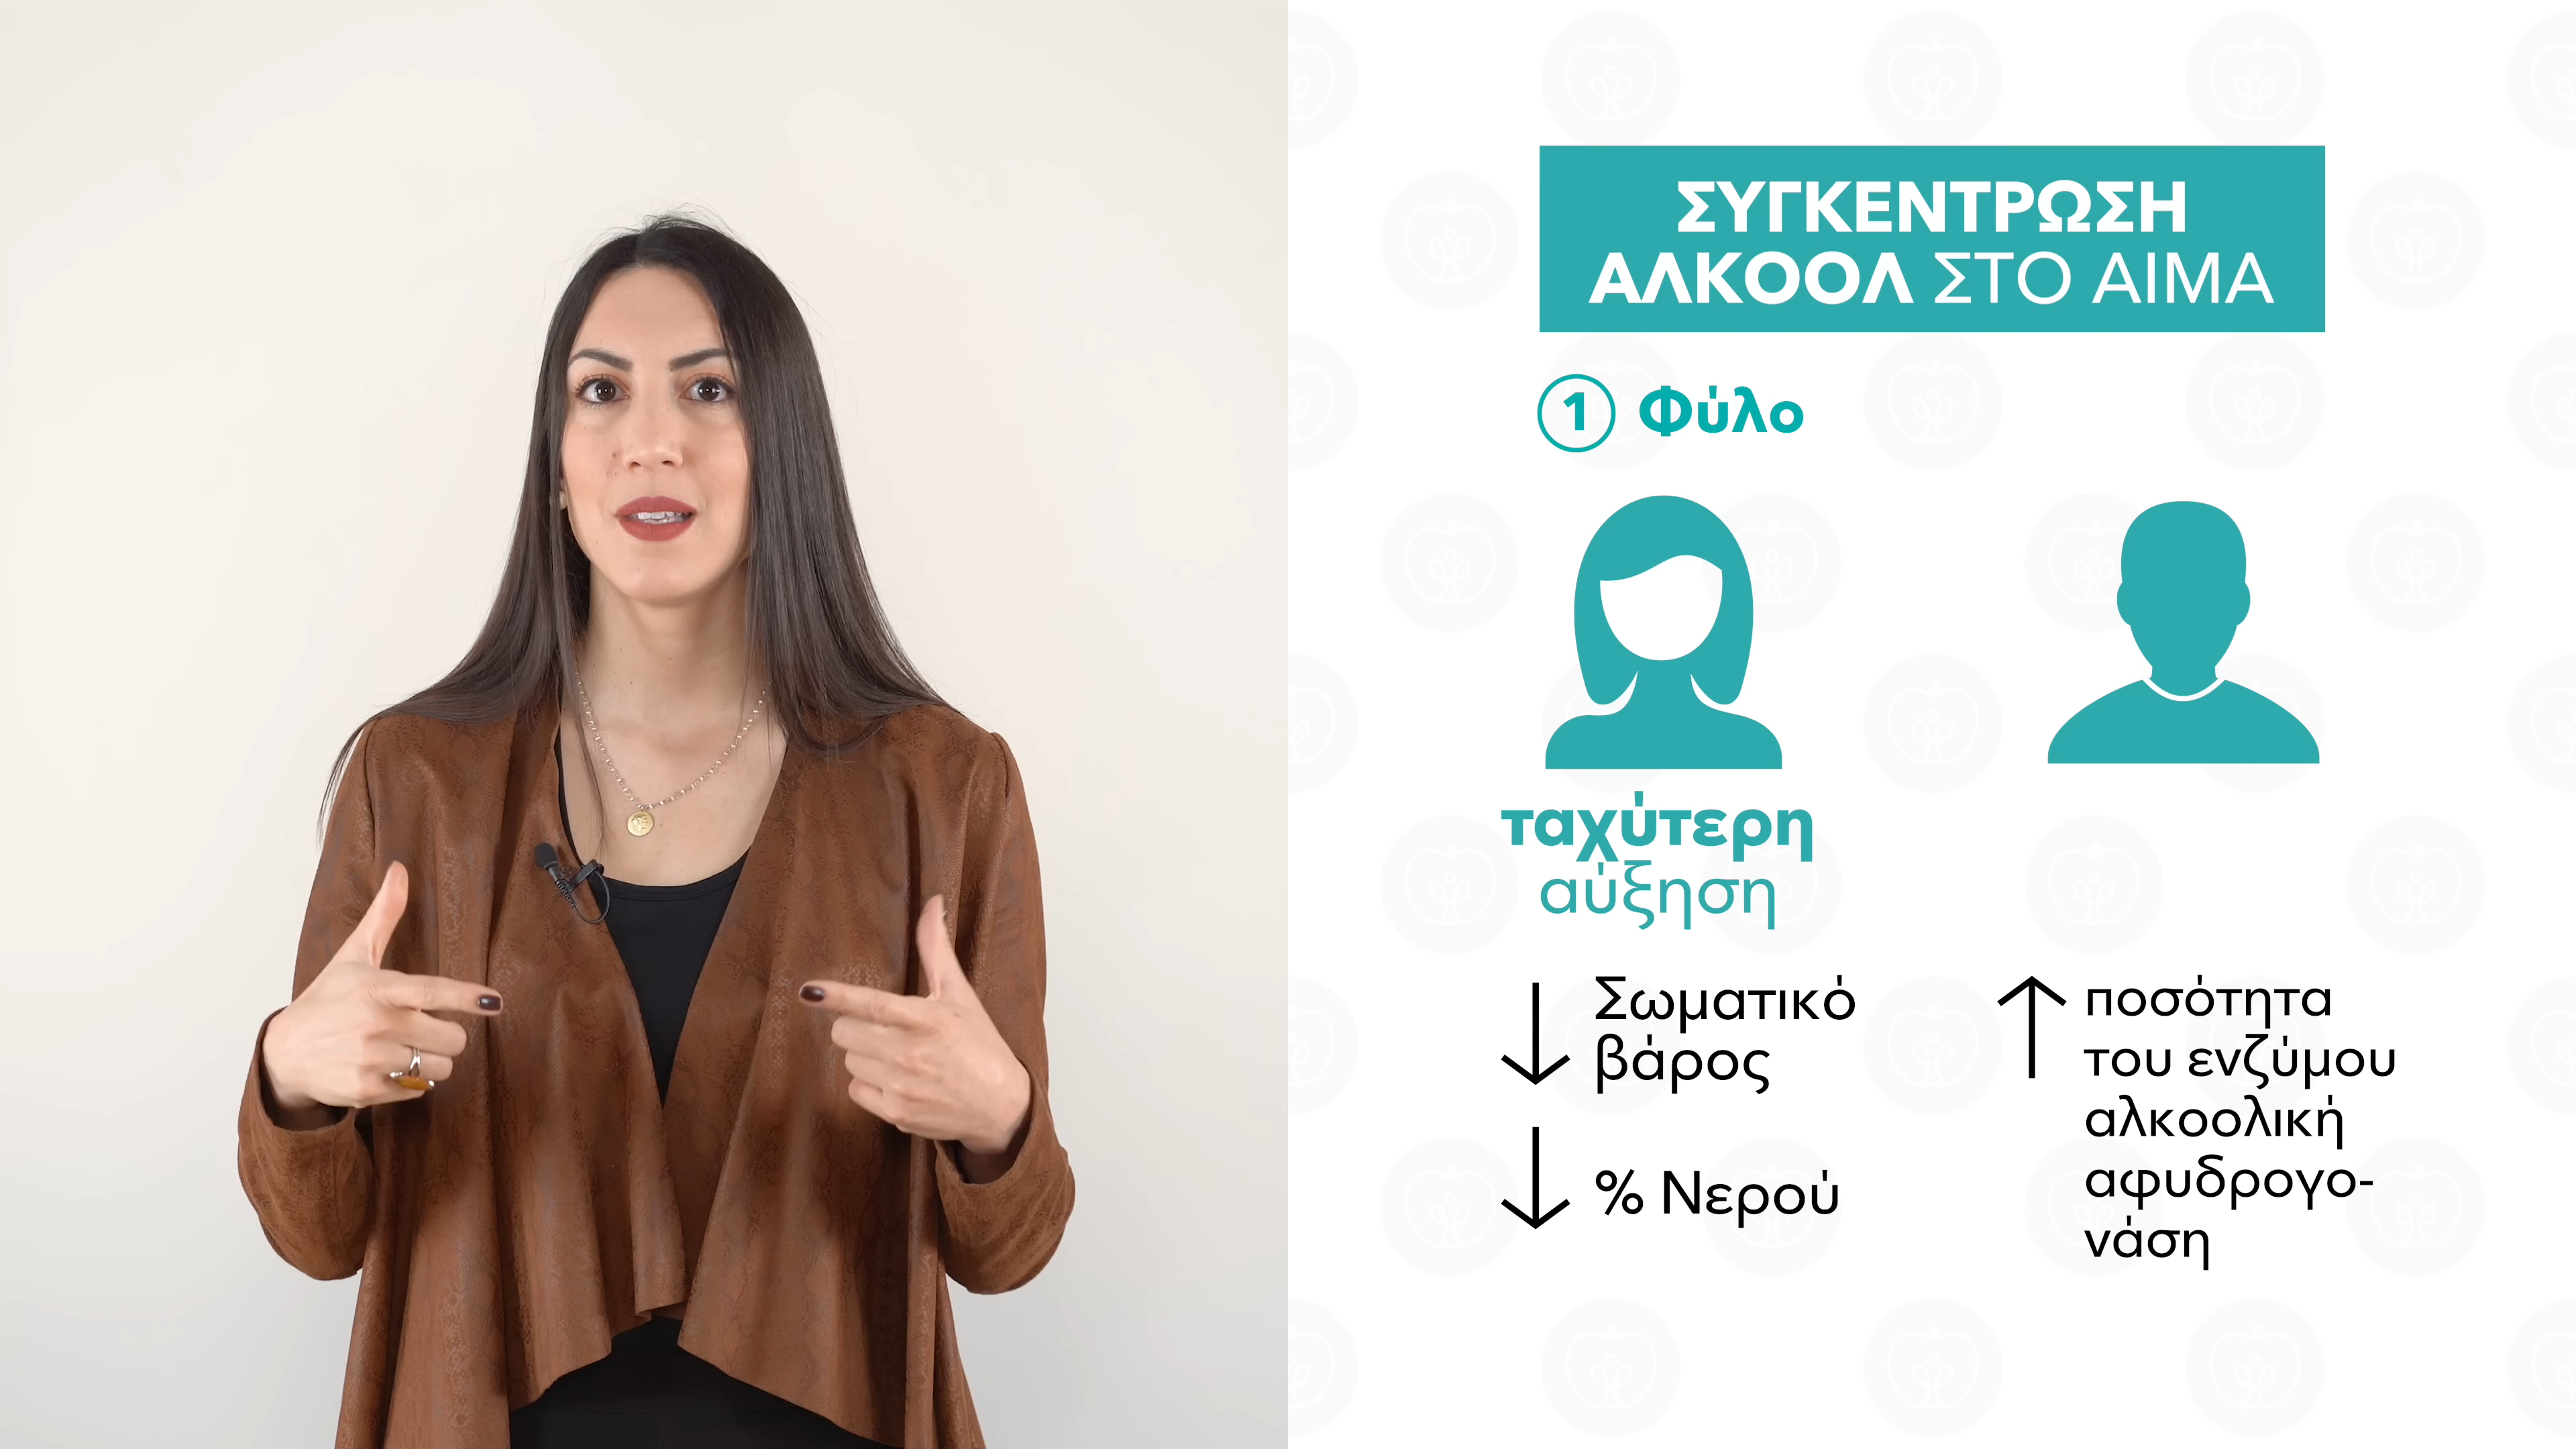 ΣΥΓΚΕΝΤΡΩΣΗ
ΑΛΚΟΟΛ ΣΤΟ ΑΙΜΑ
1 Φύλο
ταχύτερη
αύξηση
Σωματικό
βάρος
% Νερού
ποσότητα
του ενζύμου
αλκοολική
αφυδρογο-
νάση